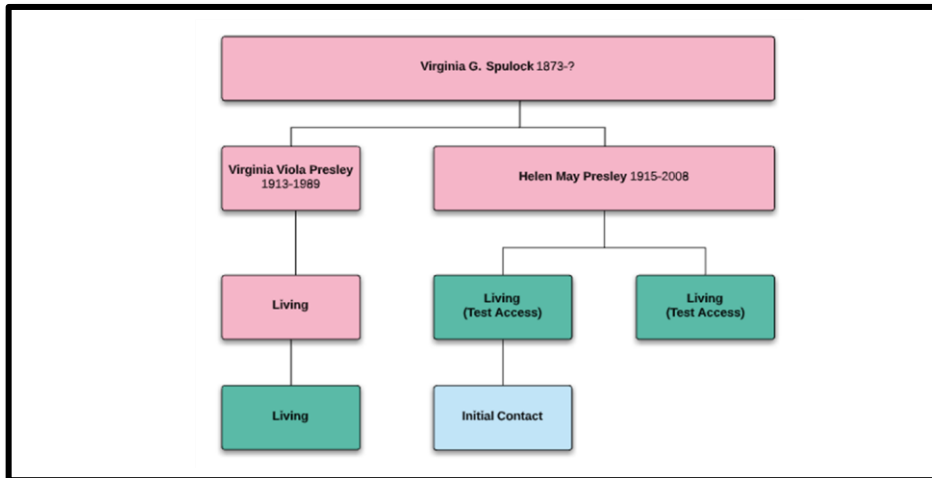 Virginia G. Spulock 1873-?
Virginia Viola Presley
1913-1989
Helen May Presley 1915-2008
Living
Living
(Test Access)
Living
(Test Access)
Living
Initial Contact